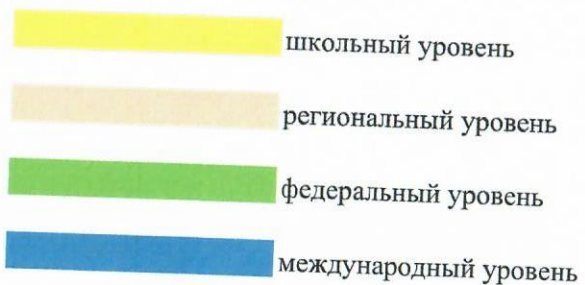 школьный уровень
региональный уровень
федеральный уровень
международный уровень